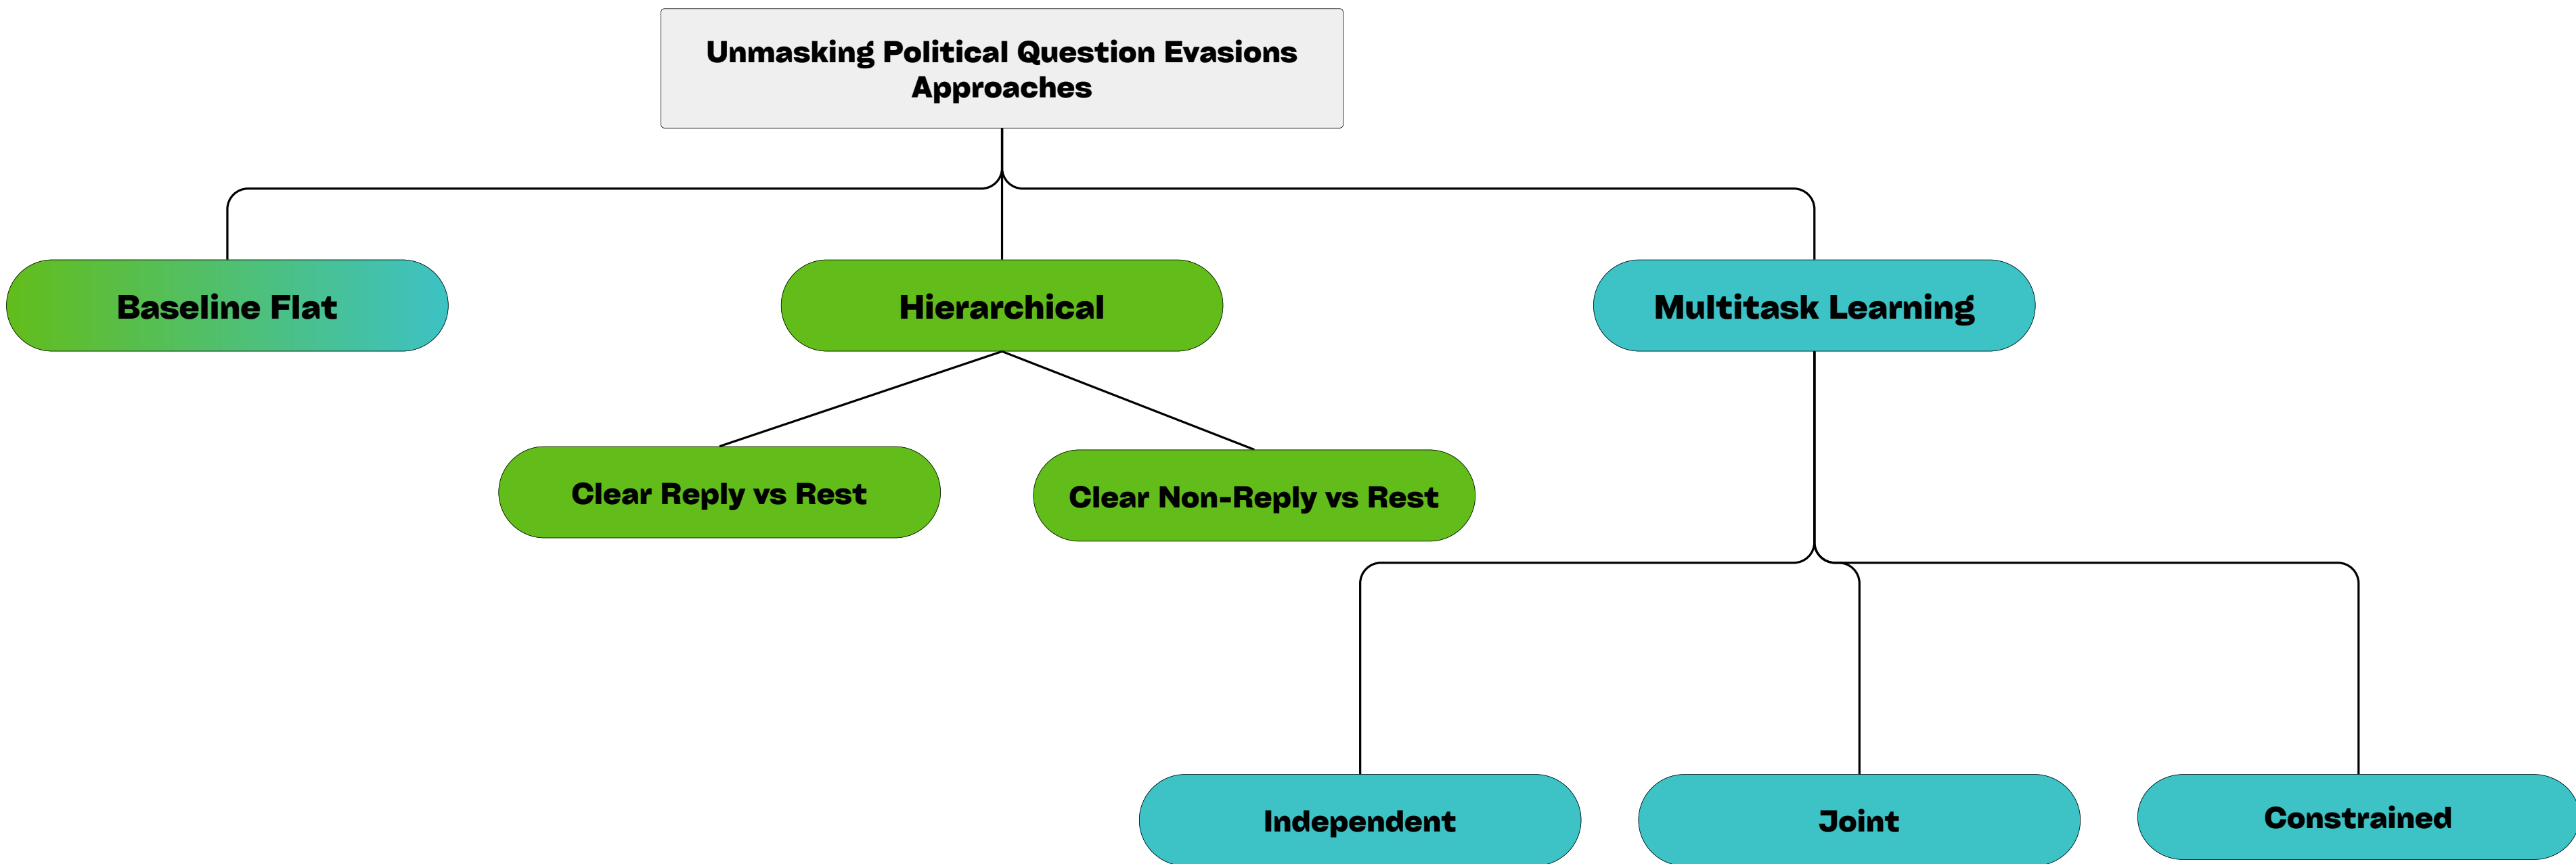 Unmasking Political Question Evasions
Approaches
Baseline Flat
Hierarchical
Multitask Learning
Clear Reply vs Rest
Clear Non-Reply vs Rest
Independent
Joint
Constrained